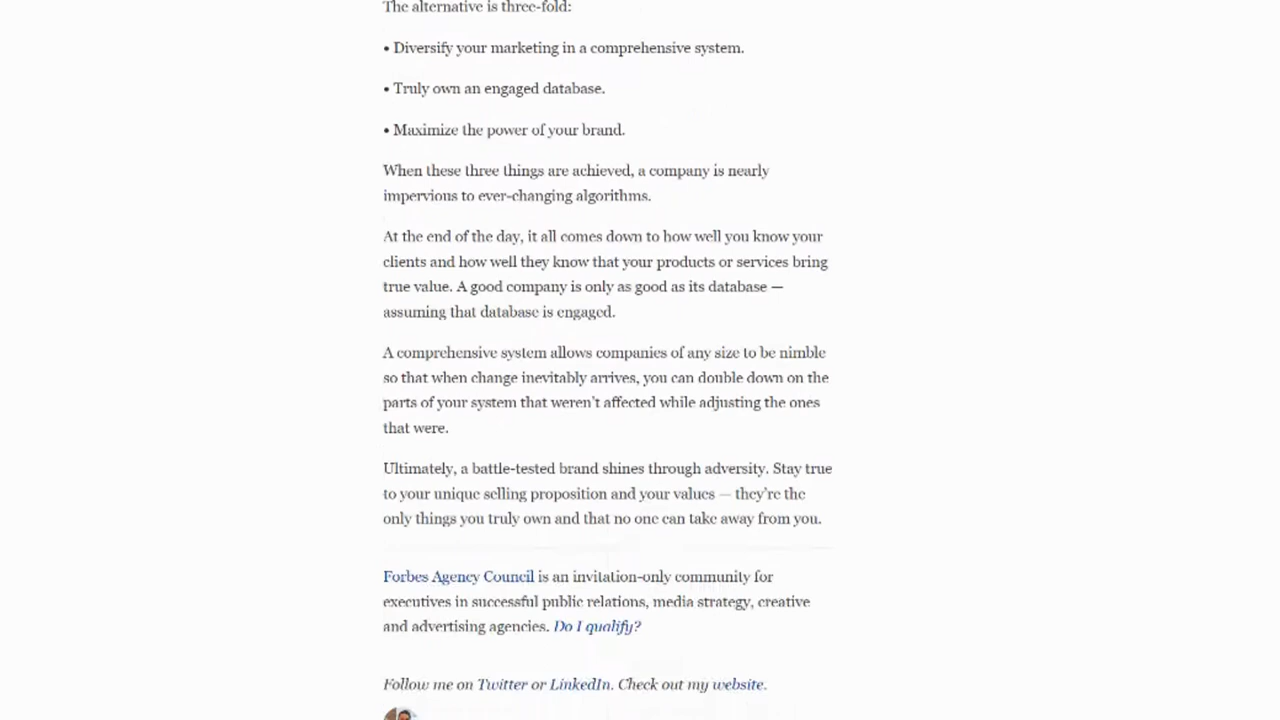 The alternative is three-fold:
• Diversify your marketing in a comprehensive system.
• Truly own an engaged database.
• Maximize the power of your brand.
When these three things are achieved, a company is nearly
impervious to ever-changing algorithms.
At the end of the day, it all comes down to how well you know your
clients and how well they know that your products or services bring
true value. A good company is only as good as its database —
assuming that database is engaged.
A comprehensive system allows companies of any size to be nimble
so that when change inevitably arrives, you can double down on the
parts of your system that weren't affected while adjusting the ones
that were.
Ultimately, a battle-tested brand shines through adversity. Stay true
to your unique selling proposition and your values — they're the
only things you truly own and that no one can take away from you.
Forbes Agency Council is an invitation-only community for
executives in successful public relations, media strategy, creative
and advertising agencies. Do I qualify?
Follow me on Twitter or LinkedIn. Check out my website.